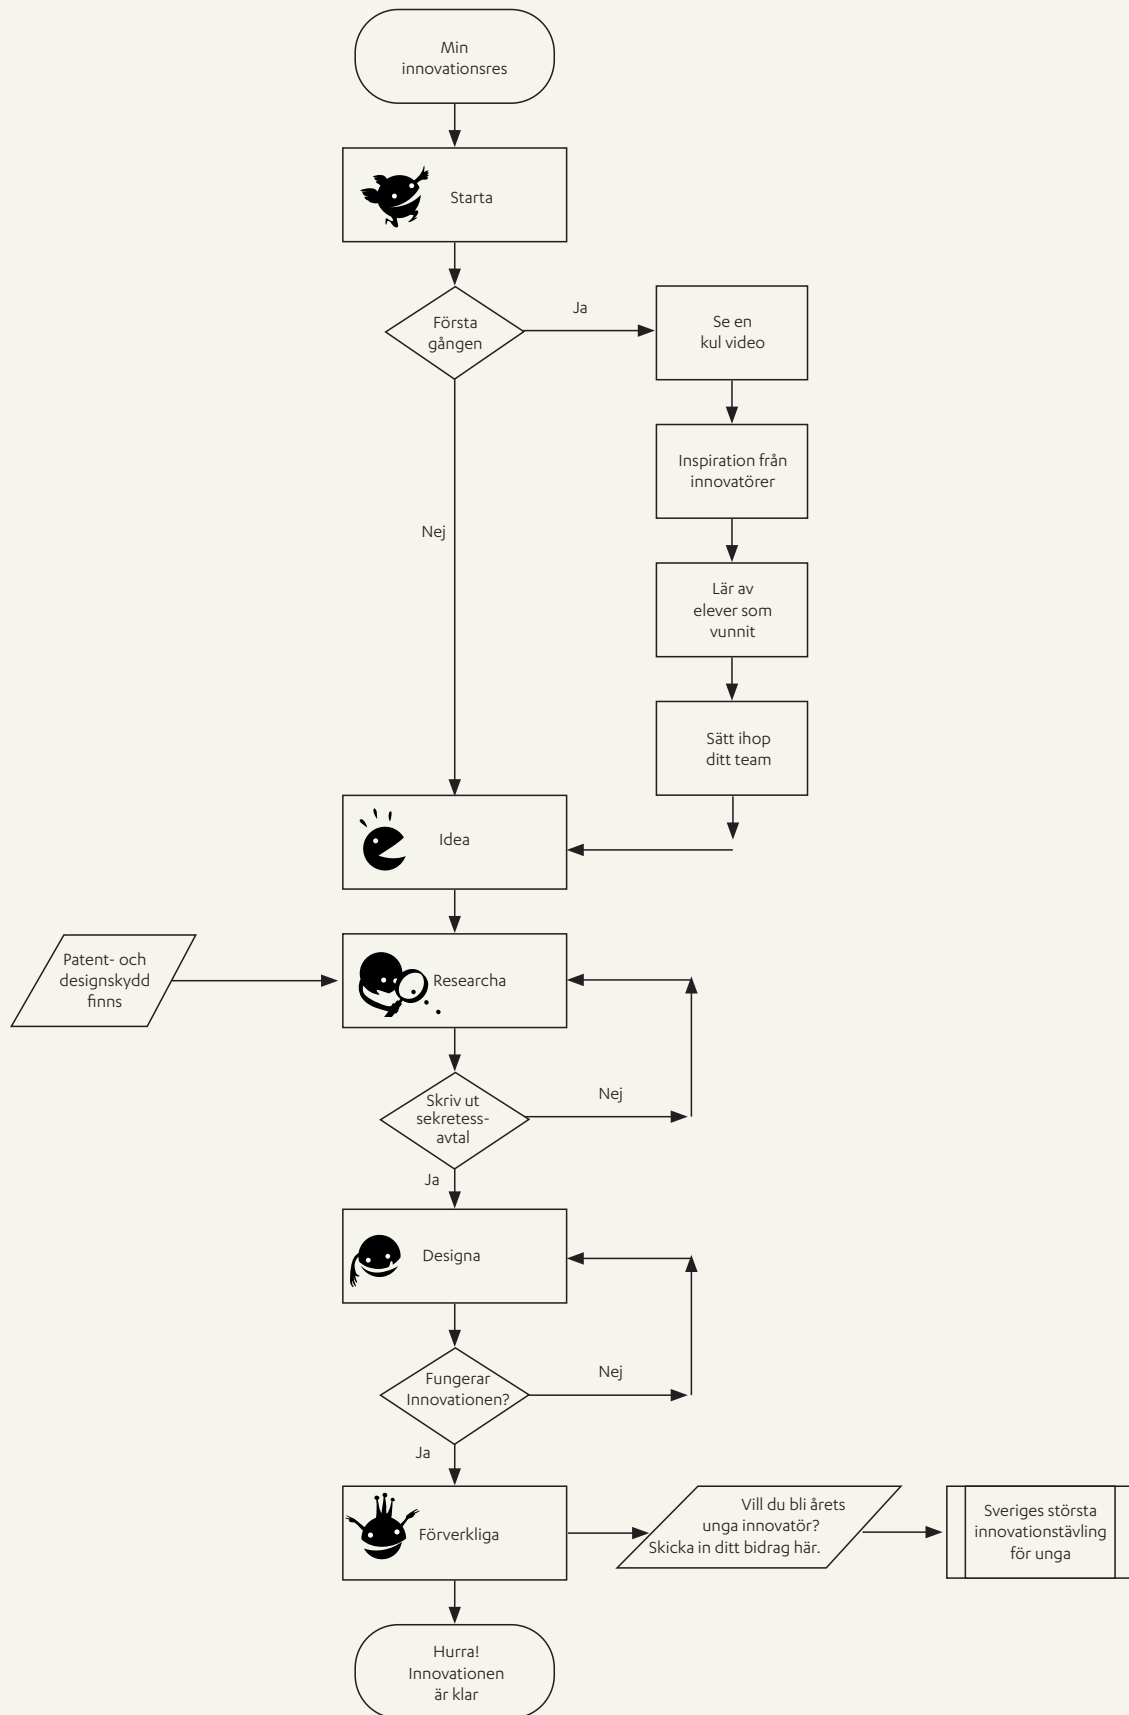 Min
innovationsres
Starta
Första
gången
Ja
Se en
kul video
Inspiration från
innovatörer
Nej
Lär av
elever som
vunnit
Sätt ihop
ditt team
Idea
Patent- och
designskydd
finns
Researcha
Skriv ut
sekretess-
avtal
Nej
Ja
Designa
Fungerar
Innovationen?
Nej
Ja
Förverkliga
Vill du bli årets
unga innovatör?
Skicka in ditt bidrag här.
Sveriges största
innovationstävling
för unga
Hurra!
Innovationen
är klar